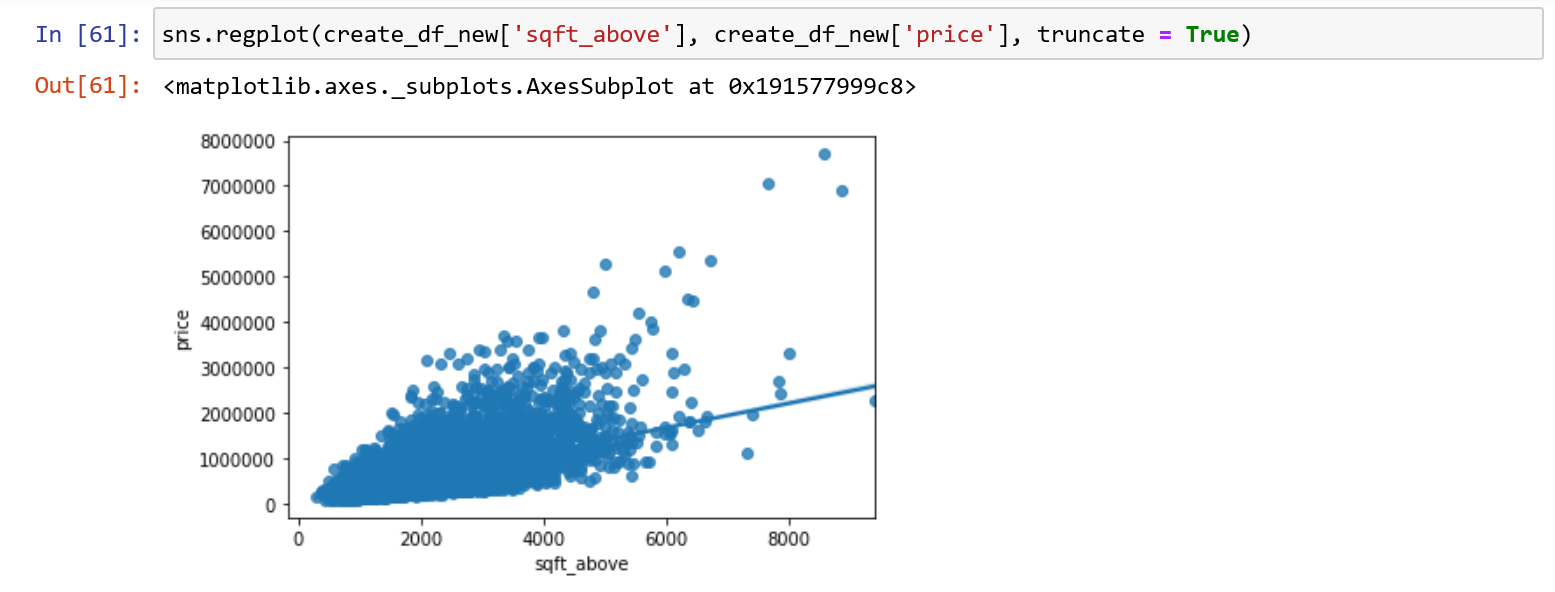 In [61]: sns.regplot(create_df_new['sqft_above'], create_df_new['price'], truncate = True)
Out[61]: <matplotlib.axes._subplots.AxesSubplot at 0x191577999c8>
8000000
7000000
6000000
5000000
4000000
3000000
2000000
1000000
0
price
0 2000 4000 6000 8000
sqft_above